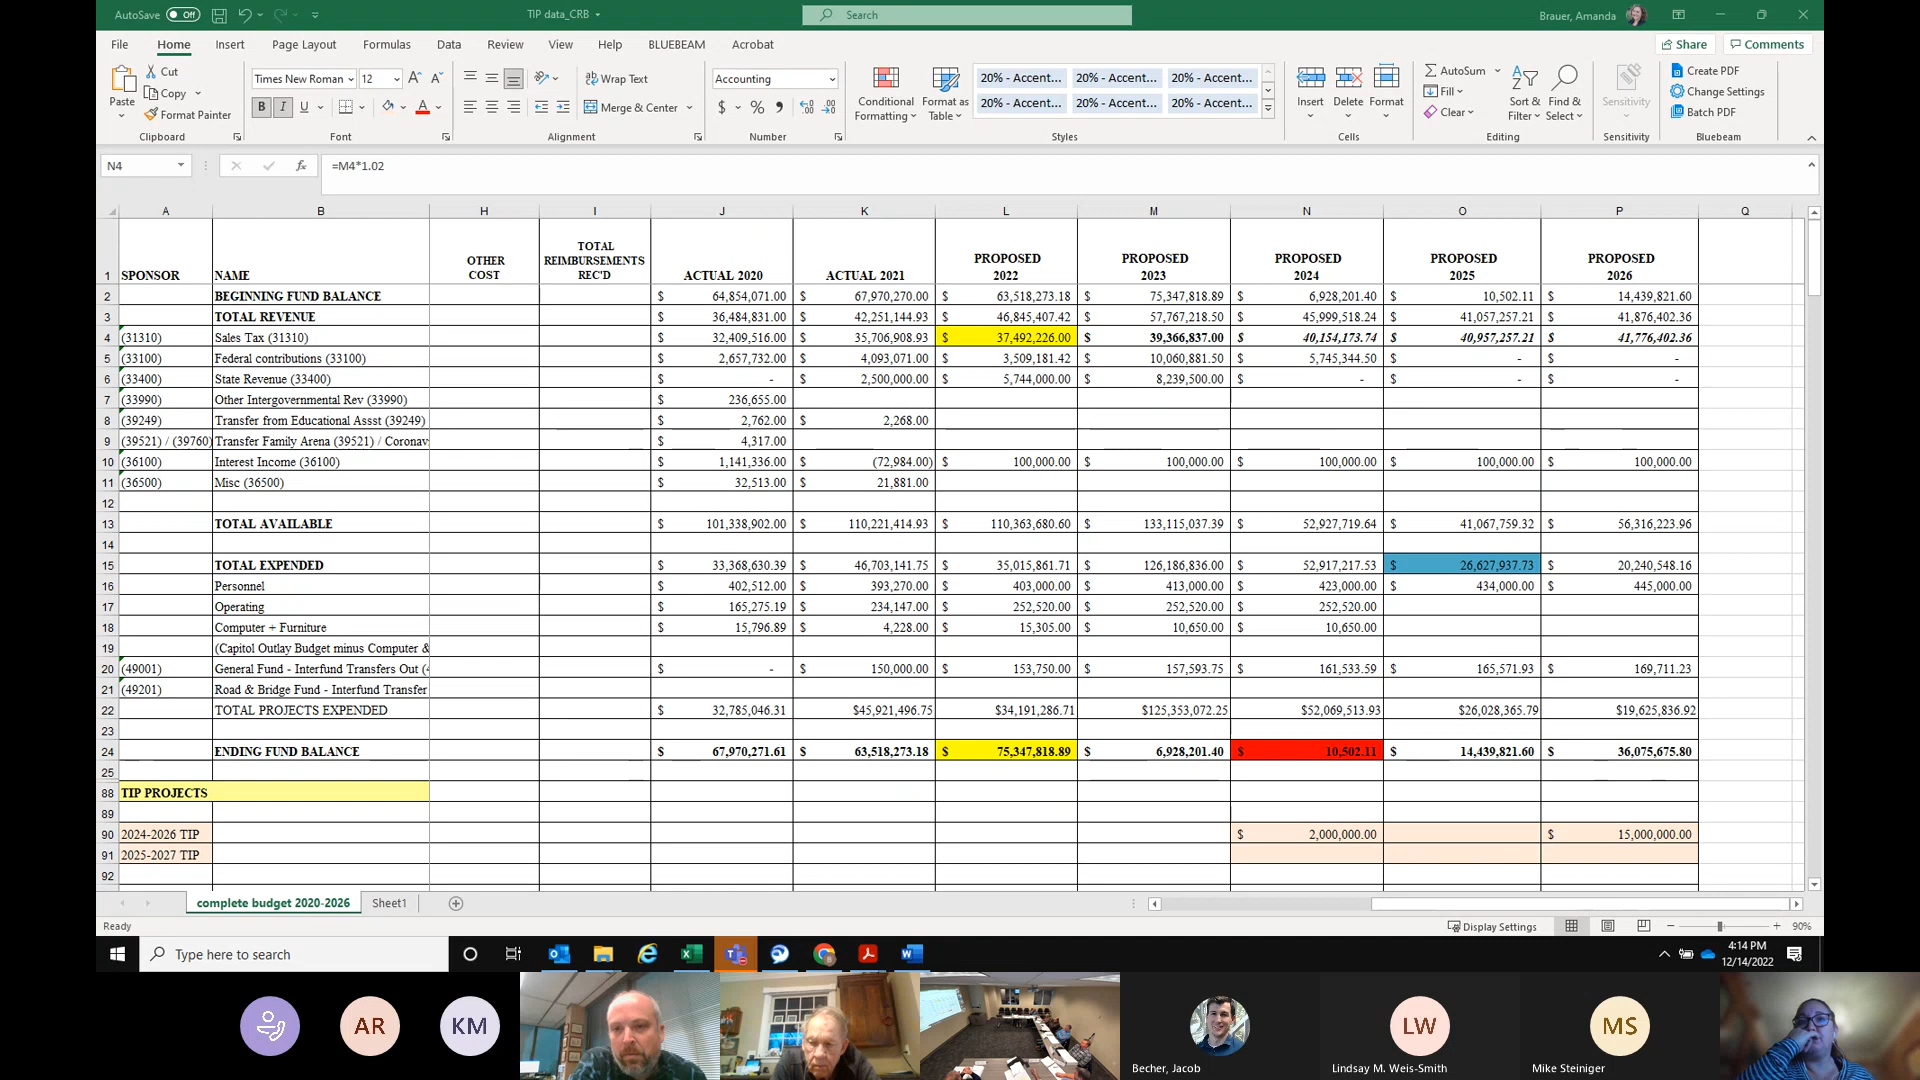 AutoSave Off TIP data_CRB Search Brauer, Amanda
File Home Insert Page Layout Formulas Data Review View Help BLUEBEAM Acrobat Share Comments
Paste Cut Copy Format Painter Clipboard
Times New Roman 12 B I U A Font
Wrap Text Merge & Center Alignment
Accounting $ % Number
Conditional Formatting Format as Table 20% - Accent... 20% - Accent... 20% - Accent... 20% - Accent... 20% - Accent... 20% - Accent... Styles
Insert Delete Format Cells
AutoSum Fill Clear Sort & Filter Find & Select Editing
Sensitivity Sensitivity
Create PDF Change Settings Batch PDF Bluebeam
N4 fx =M4*1.02
A B H I J K L M N O P Q
1 SPONSOR NAME OTHER COST TOTAL REIMBURSEMENTS REC'D ACTUAL 2020 ACTUAL 2021 PROPOSED 2022 PROPOSED 2023 PROPOSED 2024 PROPOSED 2025 PROPOSED 2026
2 BEGINNING FUND BALANCE $ 64,854,071.00 $ 67,970,270.00 $ 63,518,273.18 $ 75,347,818.89 $ 6,928,201.40 $ 10,502.11 $ 14,439,821.60
3 TOTAL REVENUE $ 36,484,831.00 $ 42,251,144.93 $ 46,845,407.42 $ 57,767,218.50 $ 45,999,518.24 $ 41,057,257.21 $ 41,876,402.36
4 (31310) Sales Tax (31310) $ 32,409,516.00 $ 35,706,908.93 $ 37,492,226.00 $ 39,366,837.00 $ 40,154,173.74 $ 40,957,257.21 $ 41,776,402.36
5 (33100) Federal contributions (33100) $ 2,657,732.00 $ 4,093,071.00 $ 3,509,181.42 $ 10,060,881.50 $ 5,745,344.50 $ - $ -
6 (33400) State Revenue (33400) $ - $ 2,500,000.00 $ 5,744,000.00 $ 8,239,500.00 $ - $ - $ -
7 (33990) Other Intergovernmental Rev (33990) $ 236,655.00
8 (39249) Transfer from Educational Assst (39249) $ 2,762.00 $ 2,268.00
9 (39521) / (39760) Transfer Family Arena (39521) / Coronav $ 4,317.00
10 (36100) Interest Income (36100) $ 1,141,336.00 $ (72,984.00) $ 100,000.00 $ 100,000.00 $ 100,000.00 $ 100,000.00 $ 100,000.00
11 (36500) Misc (36500) $ 32,513.00 $ 21,881.00
12
13 TOTAL AVAILABLE $ 101,338,902.00 $ 110,221,414.93 $ 110,363,680.60 $ 133,115,037.39 $ 52,927,719.64 $ 41,067,759.32 $ 56,316,223.96
14
15 TOTAL EXPENDED $ 33,368,630.39 $ 46,703,141.75 $ 35,015,861.71 $ 126,186,836.00 $ 52,917,217.53 $ 26,627,937.73 $ 20,240,548.16
16 Personnel $ 402,512.00 $ 393,270.00 $ 403,000.00 $ 413,000.00 $ 423,000.00 $ 434,000.00 $ 445,000.00
17 Operating $ 165,275.19 $ 234,147.00 $ 252,520.00 $ 252,520.00 $ 252,520.00
18 Computer + Furniture $ 15,796.89 $ 4,228.00 $ 15,305.00 $ 10,650.00 $ 10,650.00
19 (Capitol Outlay Budget minus Computer &
20 (49001) General Fund - Interfund Transfers Out ( $ - $ 150,000.00 $ 153,750.00 $ 157,593.75 $ 161,533.59 $ 165,571.93 $ 169,711.23
21 (49201) Road & Bridge Fund - Interfund Transfer
22 TOTAL PROJECTS EXPENDED $ 32,785,046.31 $45,921,496.75 $34,191,286.71 $125,353,072.25 $52,069,513.93 $26,028,365.79 $19,625,836.92
23
24 ENDING FUND BALANCE $ 67,970,271.61 $ 63,518,273.18 $ 75,347,818.89 $ 6,928,201.40 $ 10,502.11 $ 14,439,821.60 $ 36,075,675.80
25
88 TIP PROJECTS
89
90 2024-2026 TIP $ 2,000,000.00 $ 15,000,000.00
91 2025-2027 TIP
92
complete budget 2020-2026 Sheet1
Ready Display Settings 90%
Type here to search 4:14 PM
12/14/2022
AR KM LW MS
Becher, Jacob Lindsay M. Weis-Smith Mike Steiniger